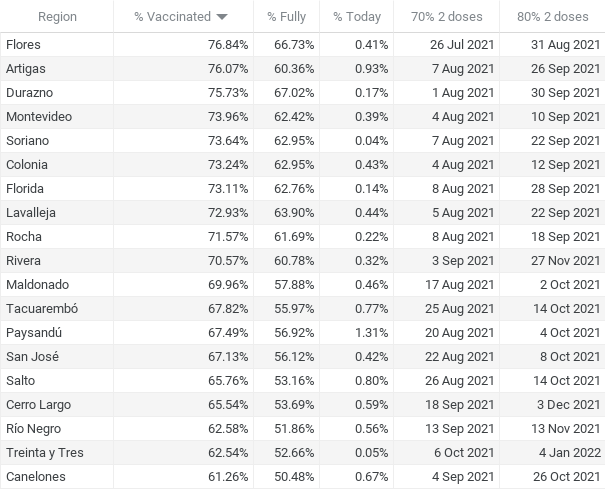 Region % Vaccinated % Fully % Today 70% 2 doses 80% 2 doses
Flores 76.84% 66.73% 0.41% 26 Jul 2021 31 Aug 2021
Artigas 76.07% 60.36% 0.93% 7 Aug 2021 26 Sep 2021
Durazno 75.73% 67.02% 0.17% 1 Aug 2021 30 Sep 2021
Montevideo 73.96% 62.42% 0.39% 4 Aug 2021 10 Sep 2021
Soriano 73.64% 62.95% 0.04% 7 Aug 2021 22 Sep 2021
Colonia 73.24% 62.95% 0.43% 4 Aug 2021 12 Sep 2021
Florida 73.11% 62.76% 0.14% 8 Aug 2021 28 Sep 2021
Lavalleja 72.93% 63.90% 0.44% 5 Aug 2021 22 Sep 2021
Rocha 71.57% 61.69% 0.22% 8 Aug 2021 18 Sep 2021
Rivera 70.57% 60.78% 0.32% 3 Sep 2021 27 Nov 2021
Maldonado 69.96% 57.88% 0.46% 17 Aug 2021 2 Oct 2021
Tacuarembó 67.82% 55.97% 0.77% 25 Aug 2021 14 Oct 2021
Paysandú 67.49% 56.92% 1.31% 20 Aug 2021 4 Oct 2021
San José 67.13% 56.12% 0.42% 22 Aug 2021 8 Oct 2021
Salto 65.76% 53.16% 0.80% 26 Aug 2021 14 Oct 2021
Cerro Largo 65.54% 53.69% 0.59% 18 Sep 2021 3 Dec 2021
Río Negro 62.58% 51.86% 0.56% 13 Sep 2021 13 Nov 2021
Treinta y Tres 62.54% 52.66% 0.05% 6 Oct 2021 4 Jan 2022
Canelones 61.26% 50.48% 0.67% 4 Sep 2021 26 Oct 2021